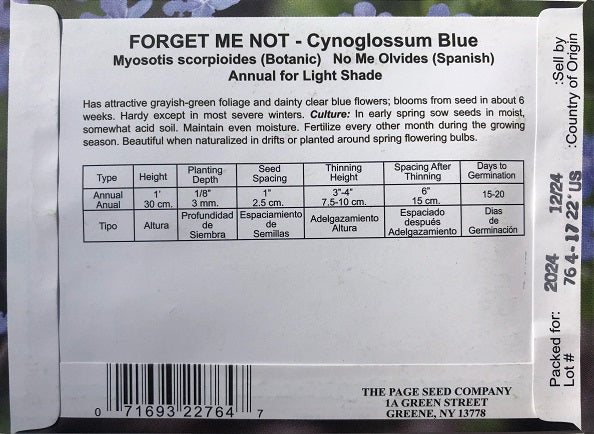 FORGET ME NOT - Cynoglossum Blue
Myosotis scorpioides (Botanic) No Me Olvides (Spanish)
Annual for Light Shade
Has attractive grayish-green foliage and dainty clear blue flowers; blooms from seed in about 6
weeks. Hardy except in most severe winters. Culture: In early spring sow seeds in moist,
somewhat acid soil. Maintain even moisture. Fertilize every other month during the growing
season. Beautiful when naturalized in drifts or planted around spring flowering bulbs.
Type Height Planting Depth Seed Spacing Thinning Height Spacing After Thinning Days to Germination
Annual Anual 1' 30 cm. 1/8" 3 mm. 1" 2.5 cm. 3"-4" 7.5-10 cm. 6" 15 cm. 15-20
Tipo Altura Profundidad de Siembra Espaciamiento de Semillas Adelgazamiento Altura Espaciado después Adelgazamiento Dias de Germinación
0 71693 22764 7
THE PAGE SEED COMPANY
1A GREEN STREET
GREENE, NY 13778
Packed for: 2024 12/24 :Sell by
Lot # 76 4-17 22 US :Country of Origin